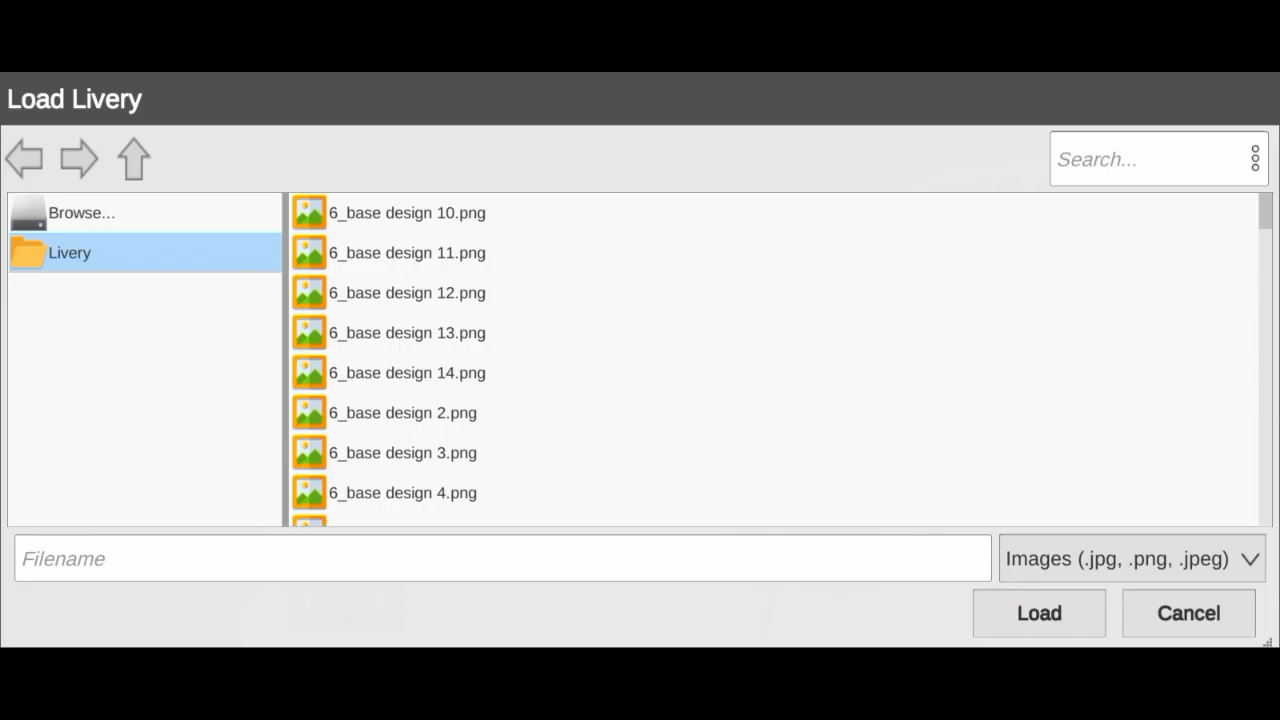 Load Livery
Search...
Browse...
Livery
6_base design 10.png
6_base design 11.png
6_base design 12.png
6_base design 13.png
6_base design 14.png
6_base design 2.png
6_base design 3.png
6_base design 4.png
Filename
Images (.jpg, .png, .jpeg)
Load
Cancel